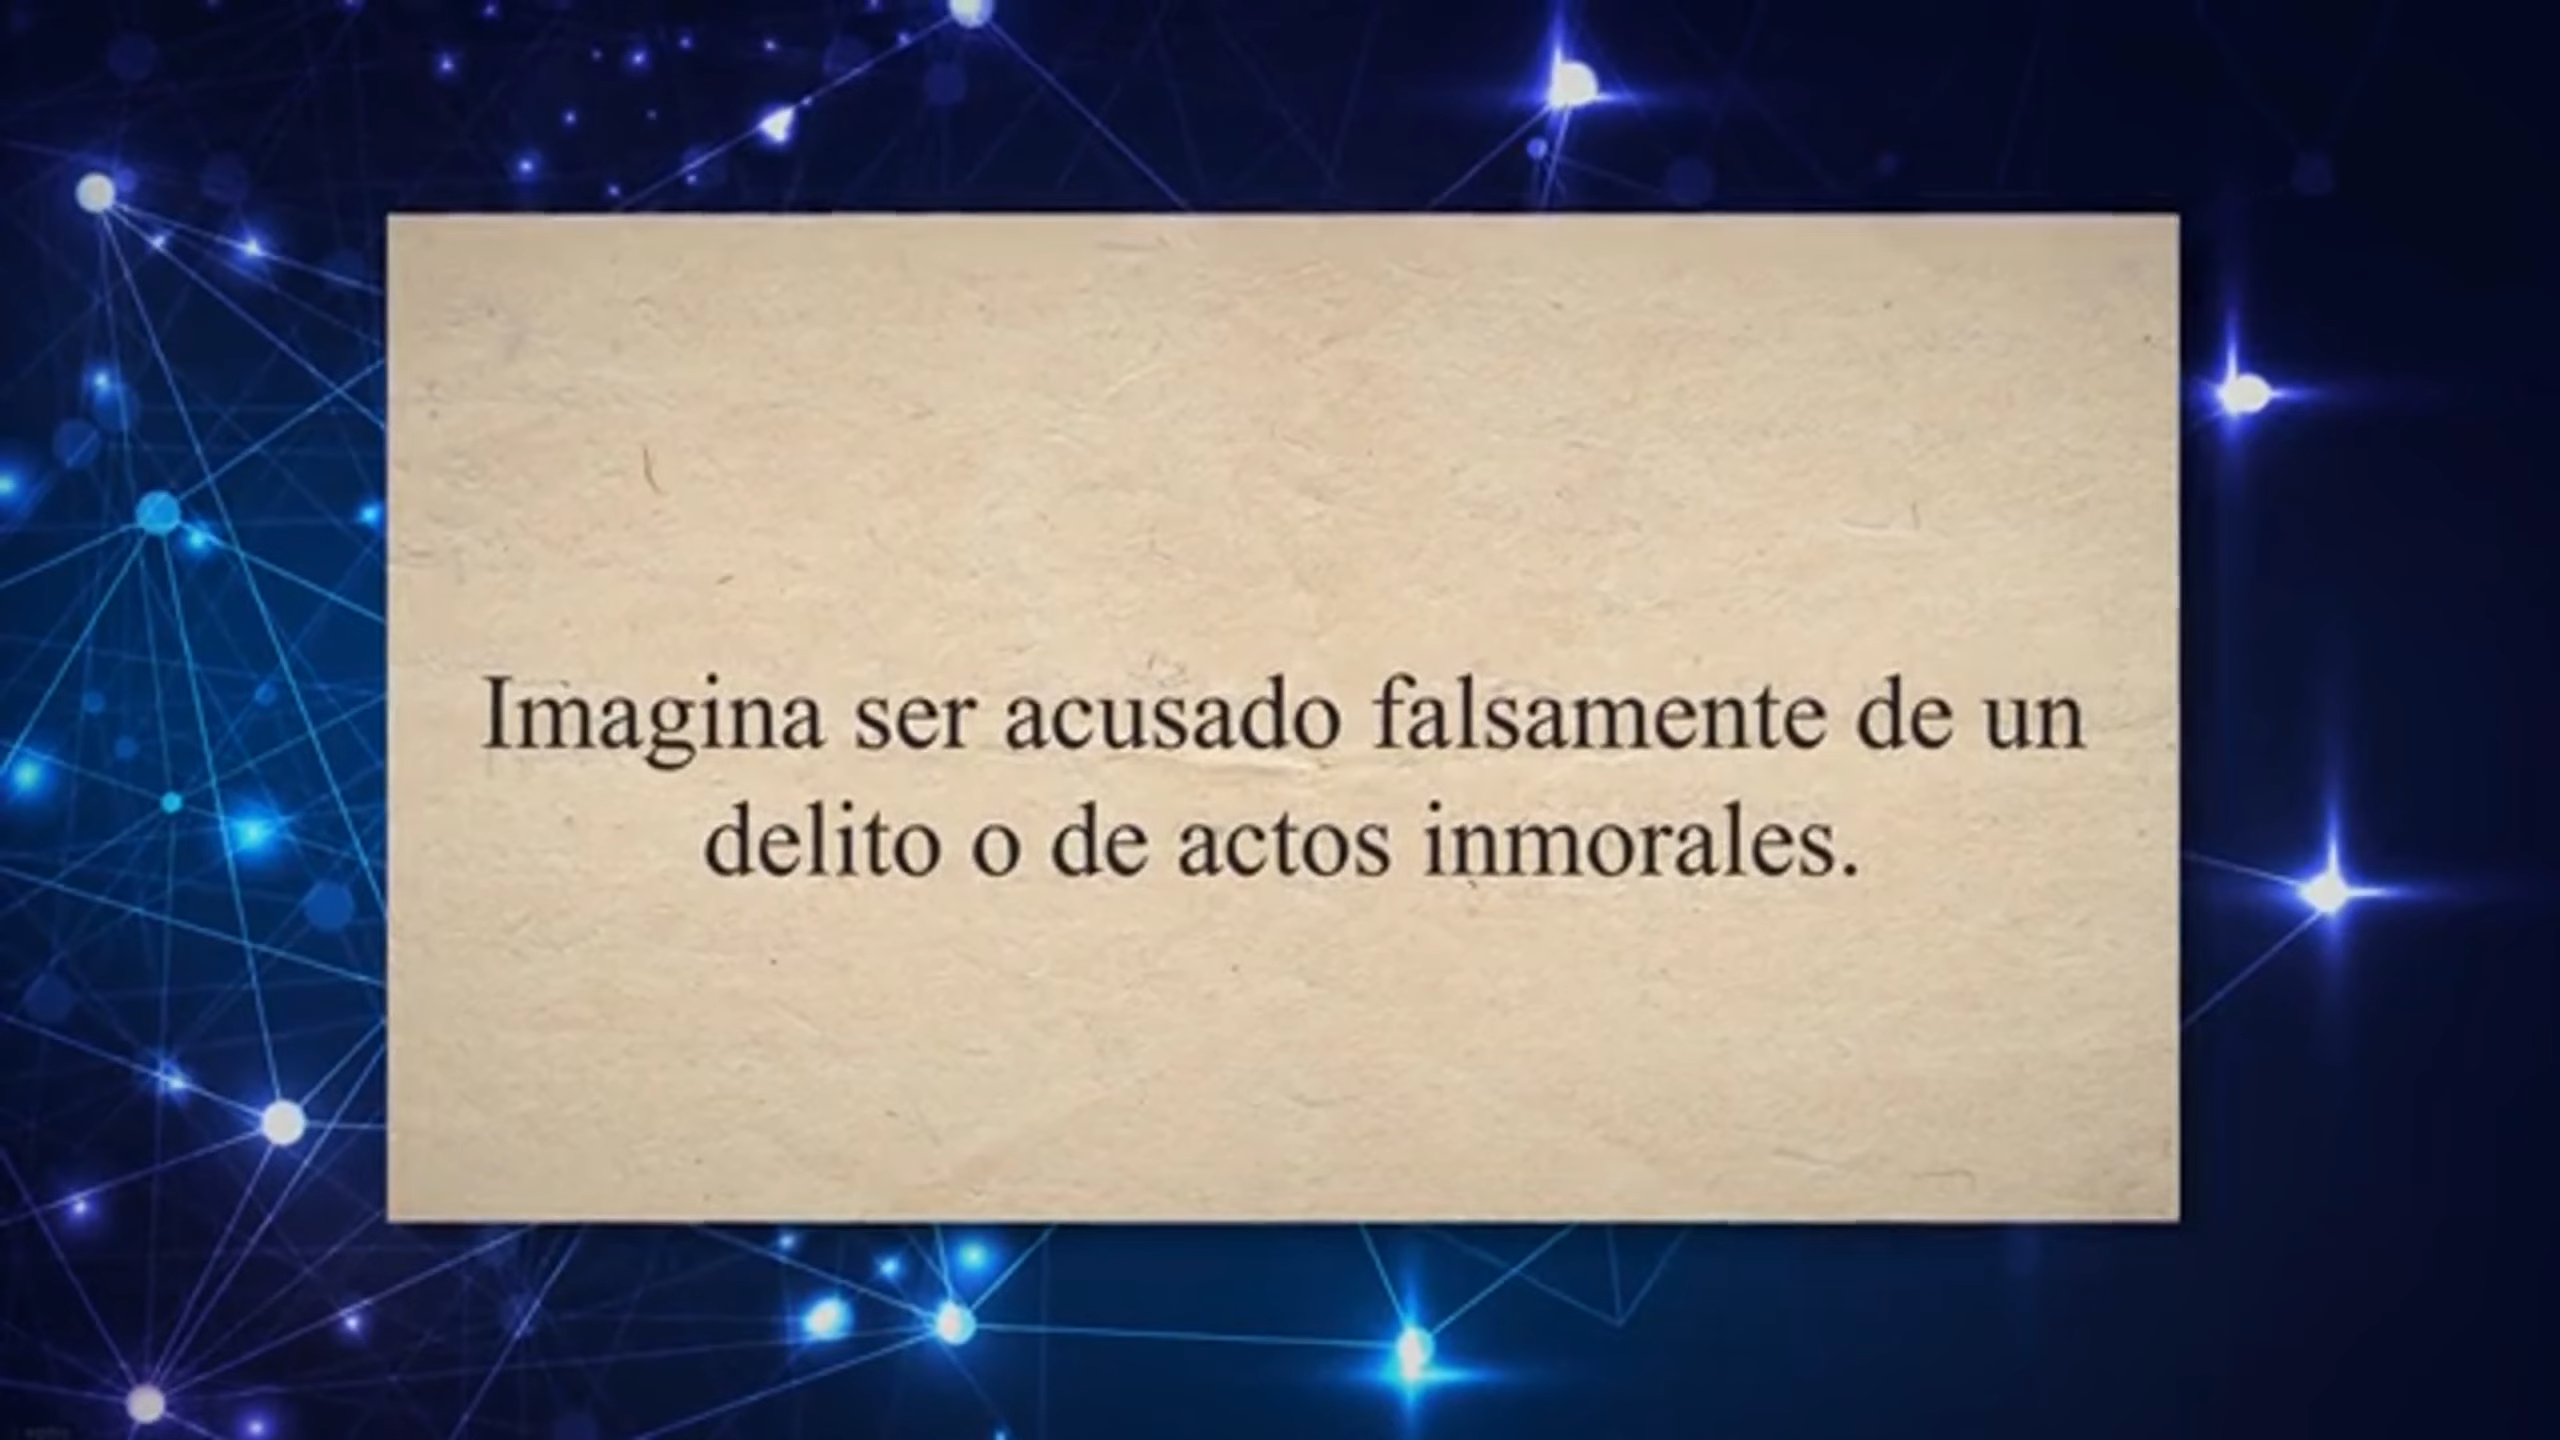 Imagina ser acusado falsamente de un
delito o de actos inmorales.